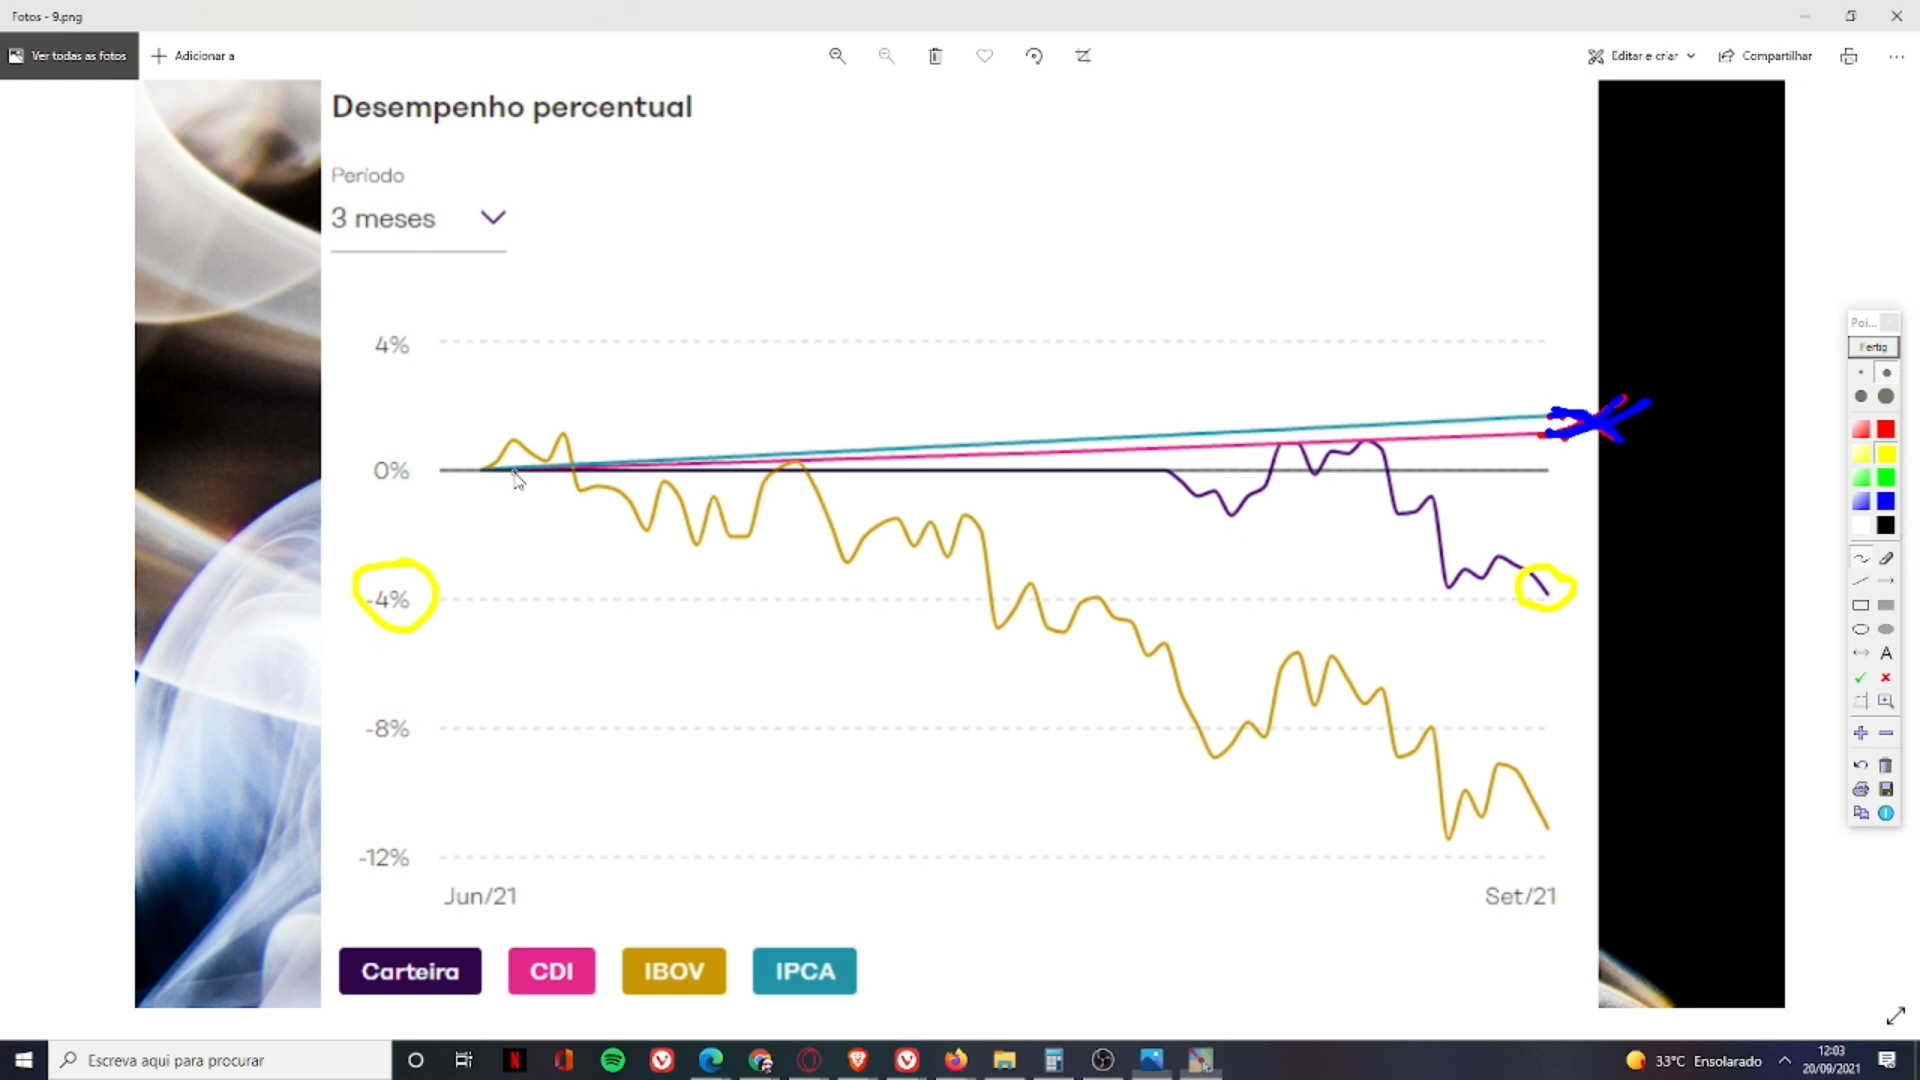 Fotos - 9.png
Ver todas as fotos
Adicionar a
Editar e criar
Compartilhar
Desempenho percentual
Período
3 meses
4%
0%
-4%
-8%
-12%
Jun/21
Set/21
Carteira
CDI
IBOV
IPCA
Poi...
Fertig
A
Escreva aqui para procurar
33°C Ensolarado
12:03
20/09/2021